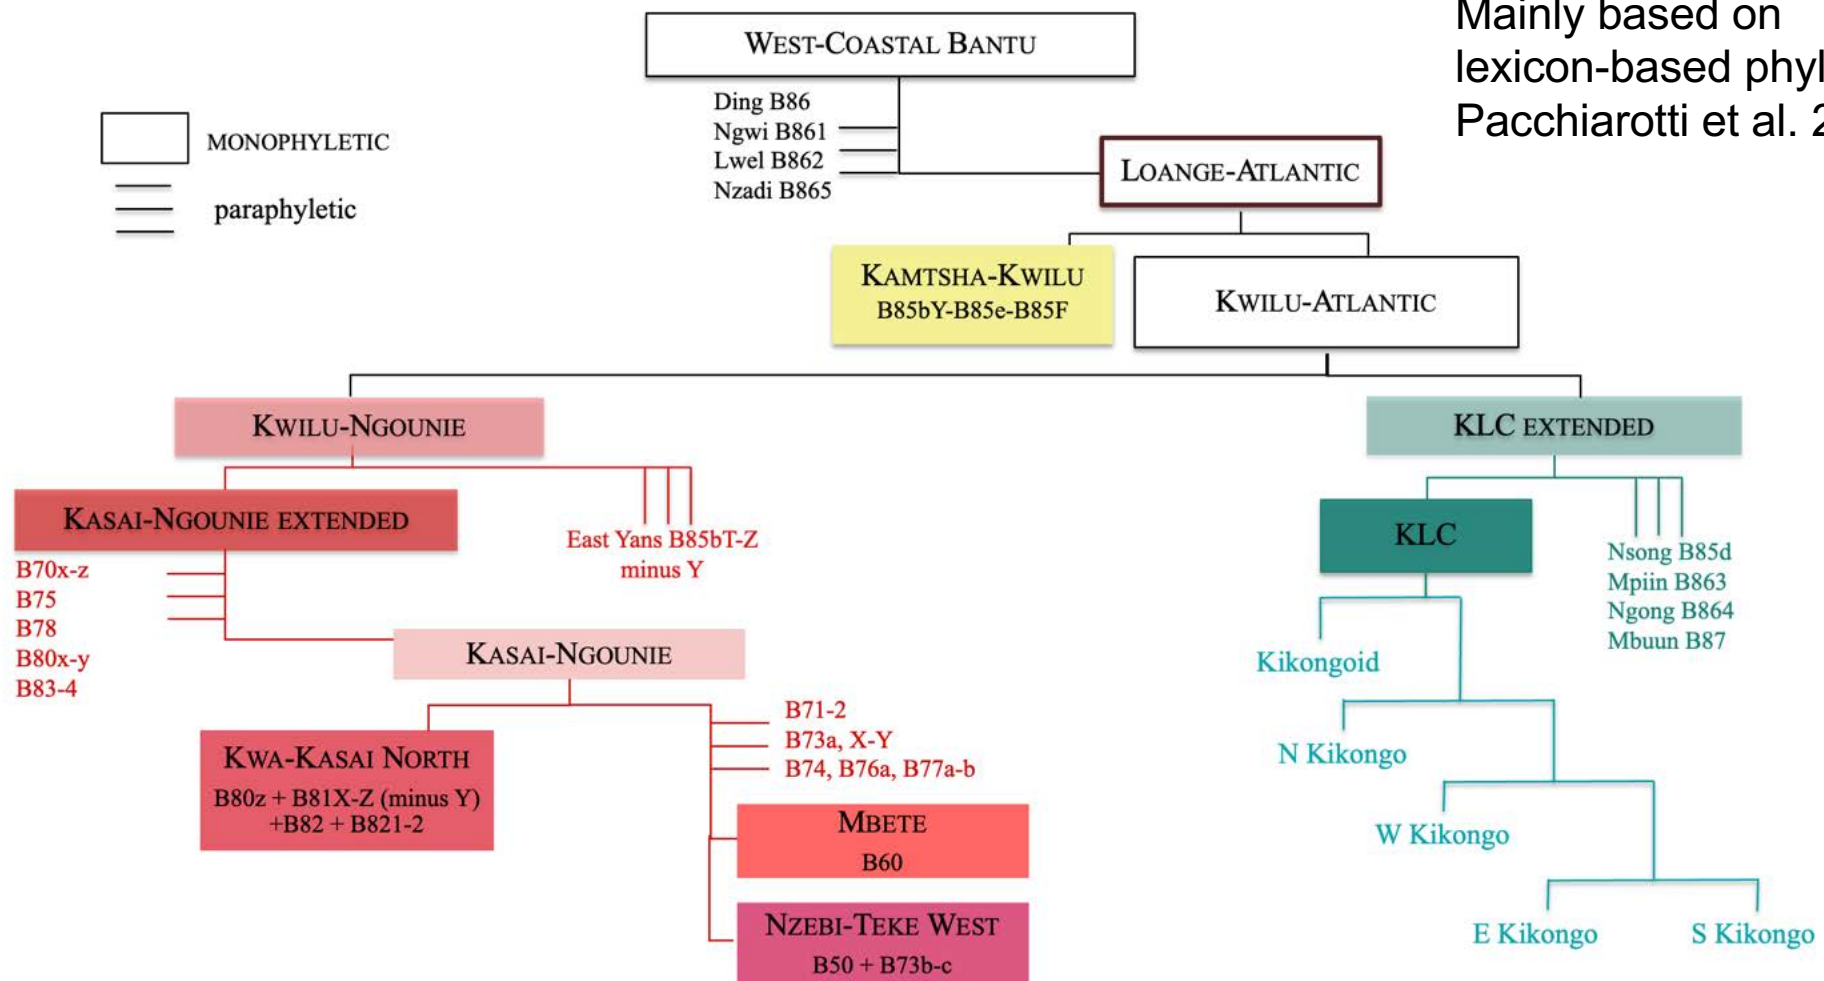 Mainly based on
lexicon-based
Pacchiarotti et al.
WEST-COASTAL BANTU
Ding B86
Ngwi B861
Lwel B862
Nzadi B865
MONOPHYLETIC
paraphyletic
LOANGE-ATLANTIC
KAMTSHA-KWILU
B85bY-B85e-B85F
KWILU-ATLANTIC
KWILU-NGOUNIE
KLC EXTENDED
KASAI-NGOUNIE EXTENDED
East Yans B85bT-Z
minus Y
KLC
Nsong B85d
Mpiin B863
Ngong B864
Mbuun B87
B70x-z
B75
B78
B80x-y
B83-4
KASAI-NGOUNIE
Kikongoid
KWA-KASAI NORTH
B80z + B81X-Z (minus Y)
+B82 + B821-2
B71-2
B73a, X-Y
B74, B76a, B77a-b
N Kikongo
MBETE
B60
W Kikongo
NZEBI-TEKE WEST
B50 + B73b-c
E Kikongo
S Kikongo